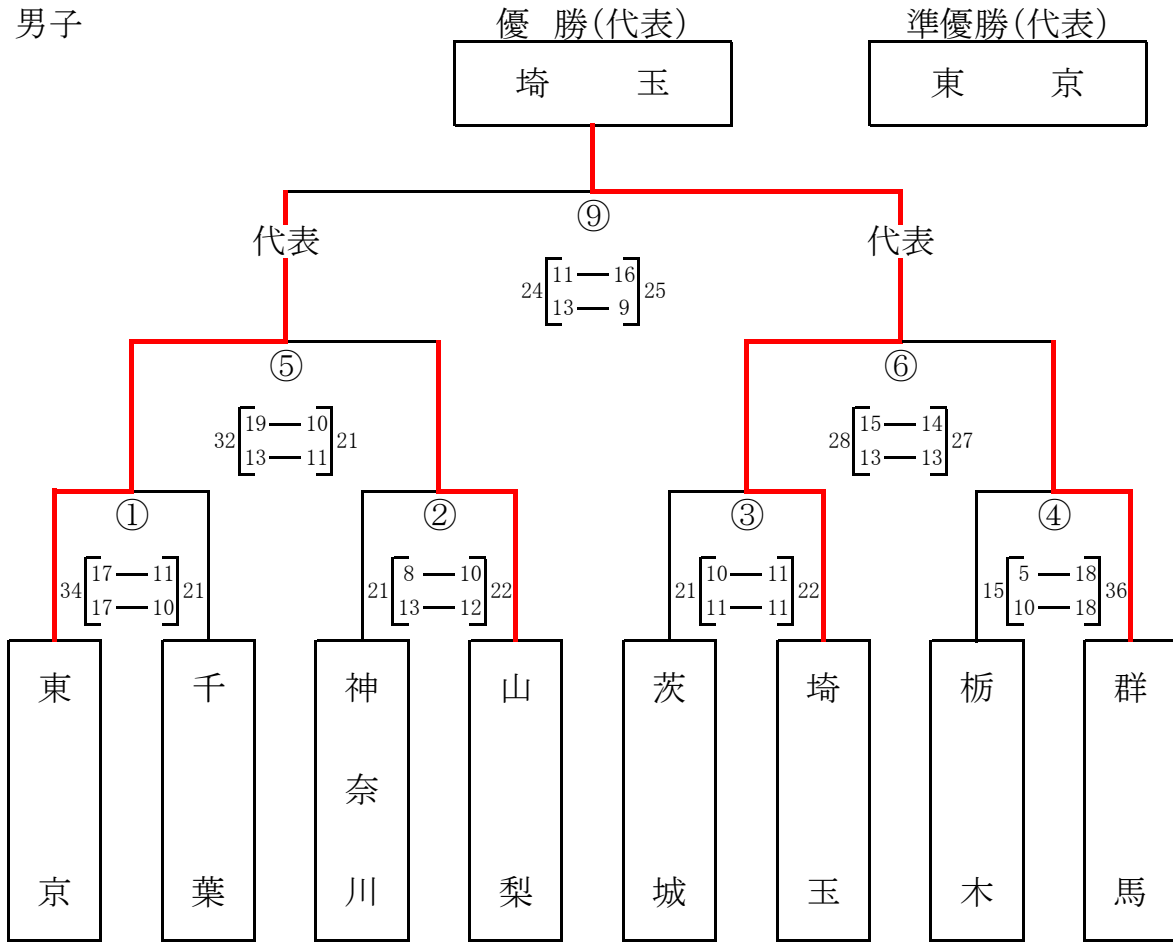 男子
優 勝(代表)
準優勝(代表)
埼 玉
東 京
⑨
代表
代表
24 11 16 25
13 9
⑤
⑥
32 19 10 21
13 11
28 15 14 27
13 13
①
②
③
④
34 17 11 21
17 10
21 8 10 22
13 12
21 10 11 22
11 11
15 5 18 36
10 18
東京
千葉
神奈川
山梨
茨城
埼玉
栃木
群馬